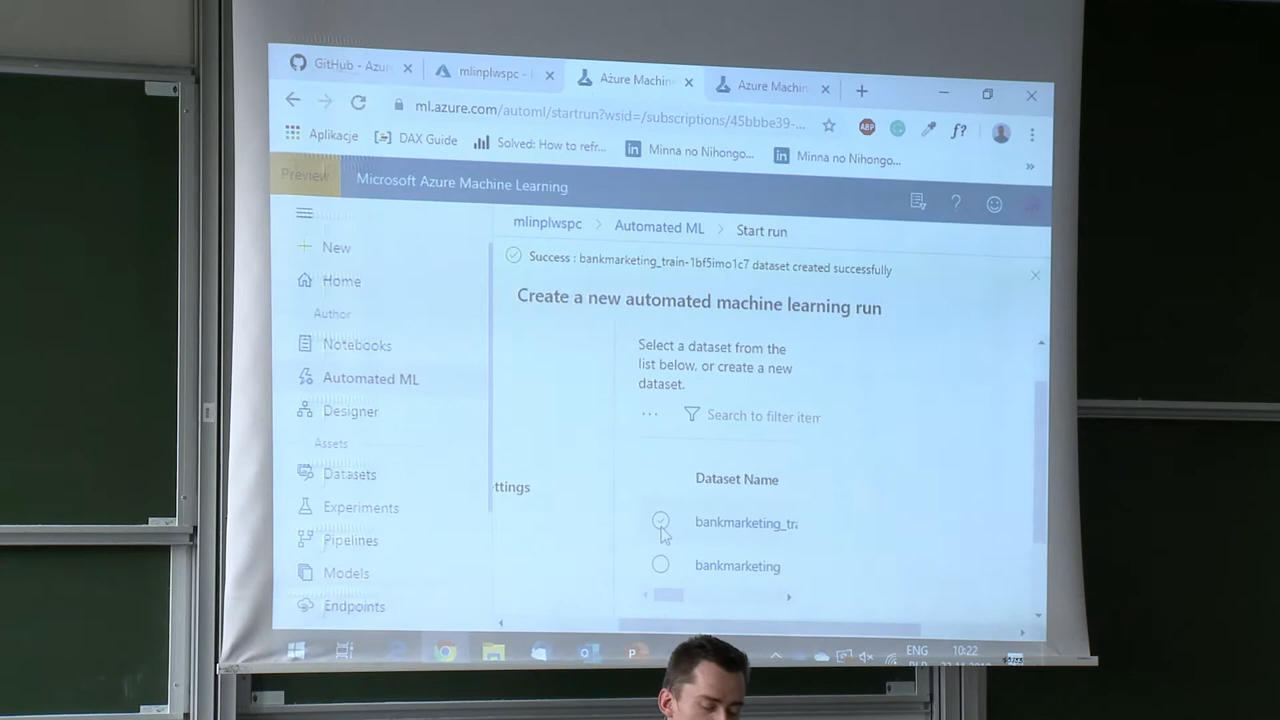 GitHub - Azur
mlinplwspc -
Azure Machin
Azure Machin
ml.azure.com/automl/startrun?wsid=/subscriptions/45bbbe39-...
ABP
f?
Aplikacje
DAX Guide
Solved: How to refr...
Minna no Nihongo...
Minna no Nihongo...
Preview
Microsoft Azure Machine Learning
mlinplwspc > Automated ML > Start run
Success : bankmarketing_train-1bf5imo1c7 dataset created successfully
Create a new automated machine learning run
New
Home
Author
Notebooks
Automated ML
Designer
Assets
Datasets
Experiments
Pipelines
Models
Endpoints
ttings
Select a dataset from the
list below, or create a new
dataset.
Search to filter item
Dataset Name
bankmarketing_tra
bankmarketing
ENG
10:22